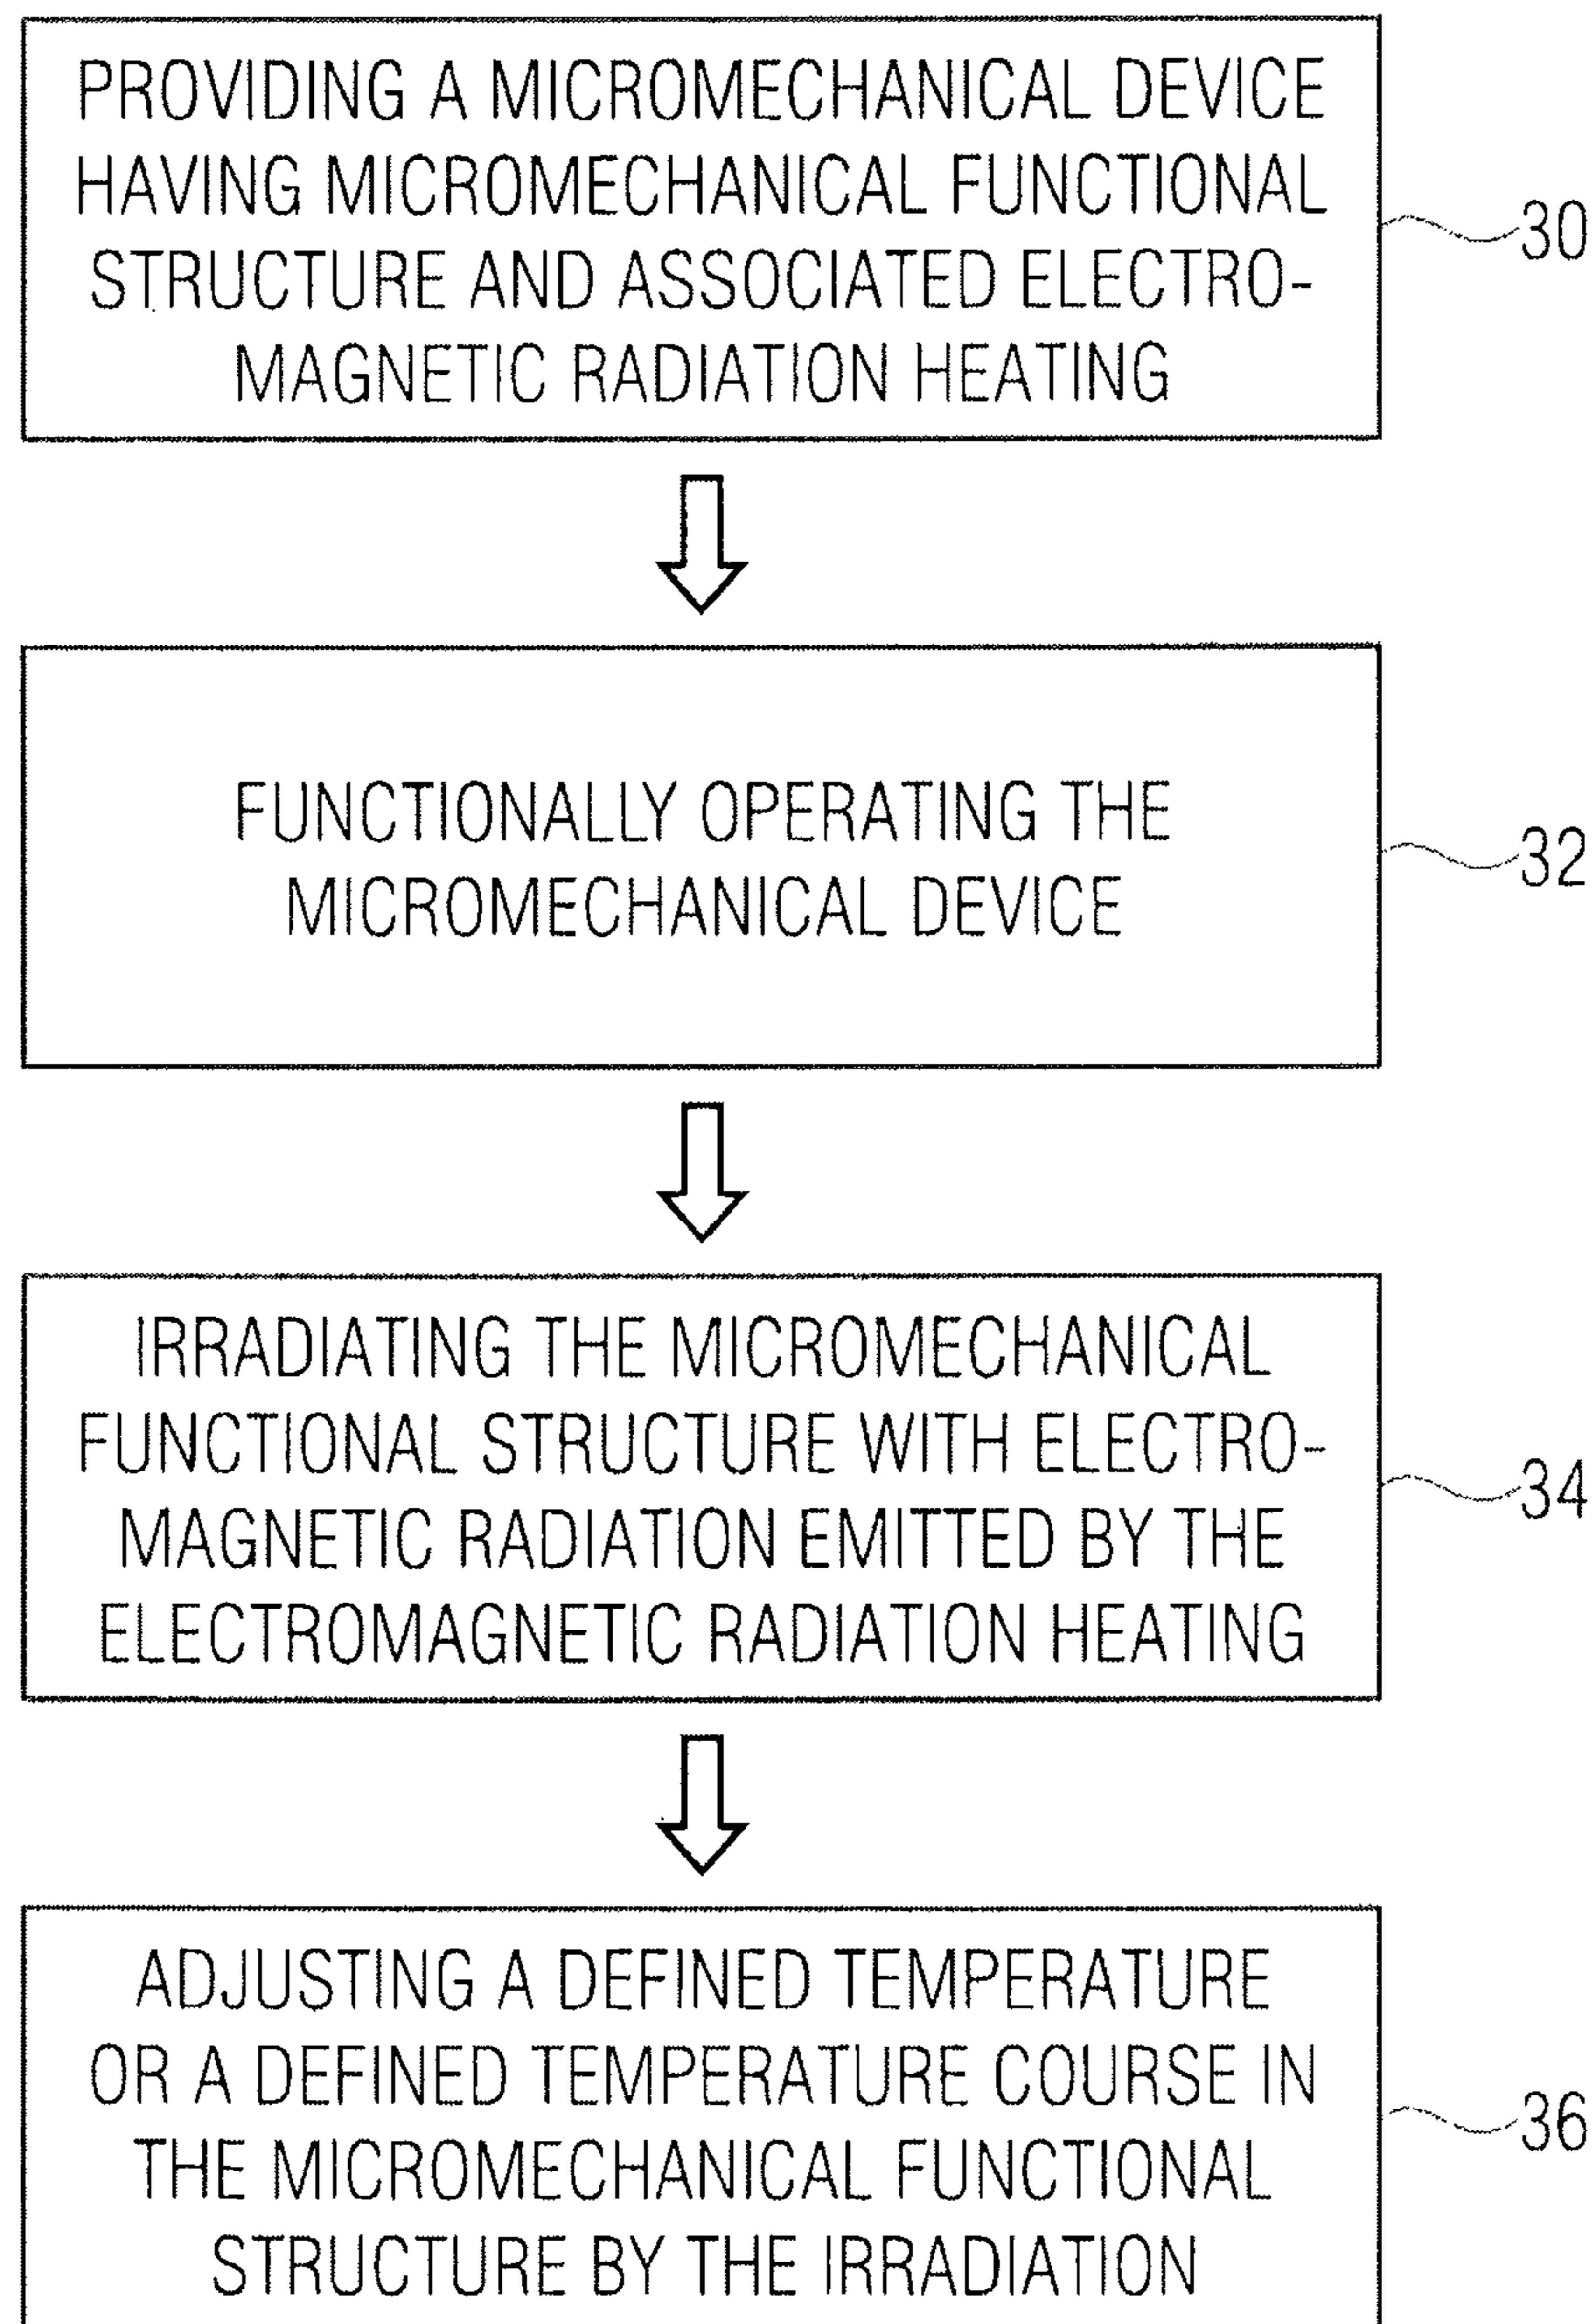 PROVIDING A MICROMECHANICAL DEVICE
HAVING MICROMECHANICAL FUNCTIONAL
STRUCTURE AND ASSOCIATED ELECTRO-
MAGNETIC RADIATION HEATING
30
FUNCTIONALLY OPERATING THE
MICROMECHANICAL DEVICE
32
IRRADIATING THE MICROMECHANICAL
FUNCTIONAL STRUCTURE WITH ELECTRO-
MAGNETIC RADIATION EMITTED BY THE
ELECTROMAGNETIC RADIATION HEATING
34
ADJUSTING A DEFINED TEMPERATURE
OR A DEFINED TEMPERATURE COURSE IN
THE MICROMECHANICAL FUNCTIONAL
STRUCTURE BY THE IRRADIATION
36